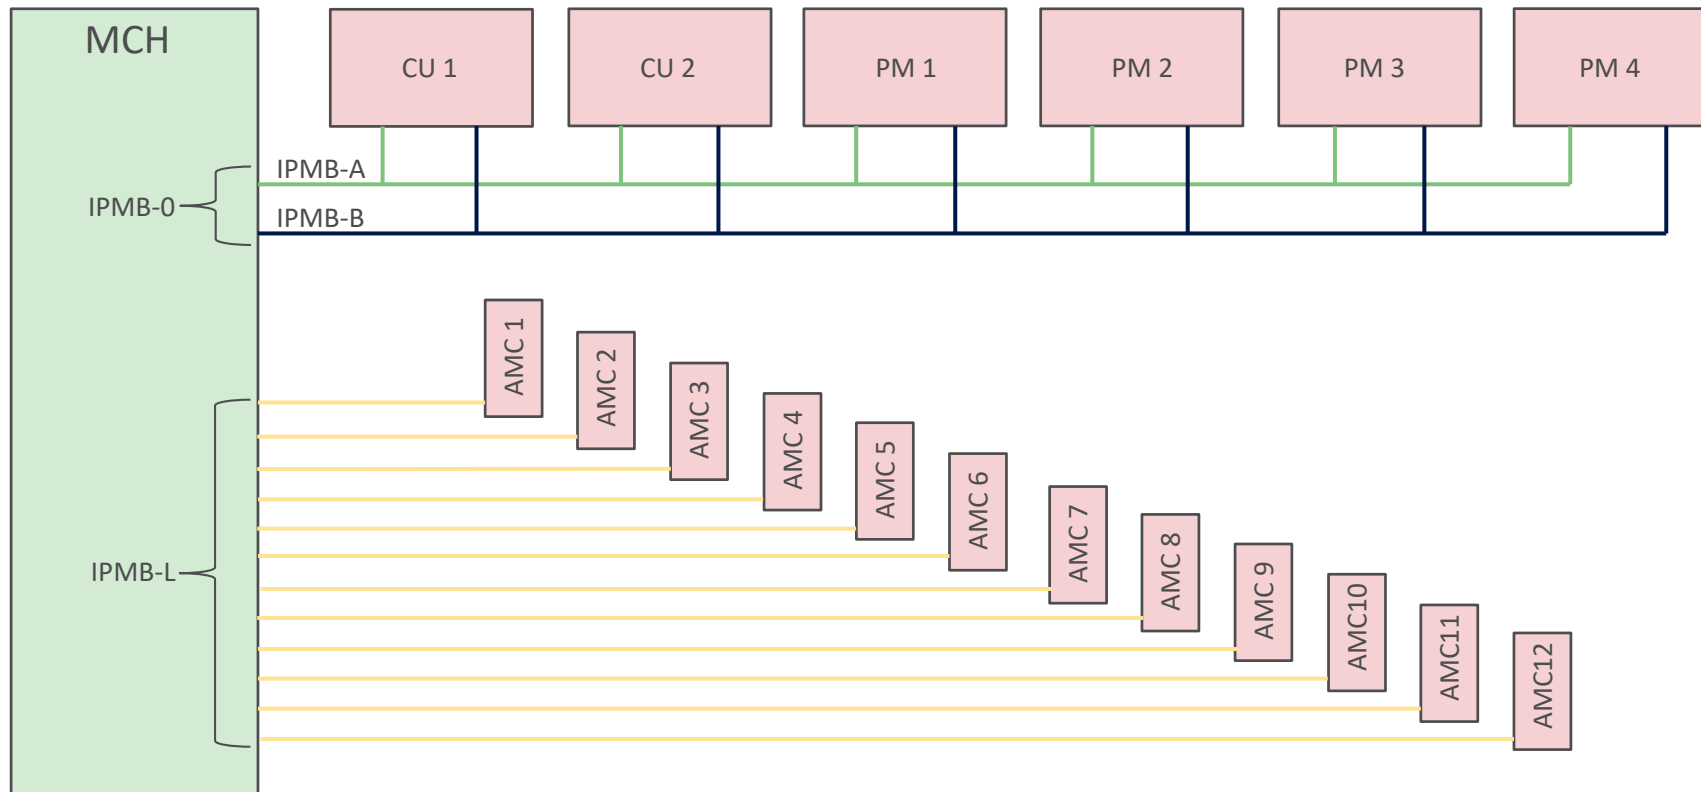 MCH
CU 1
CU 2
PM 1
PM 2
PM 3
PM 4
IPMB-A
IPMB-0
IPMB-B
AMC 1
AMC 2
AMC 3
AMC 4
AMC 5
AMC 6
AMC 7
AMC 8
AMC 9
AMC10
AMC11
AMC12
IPMB-L